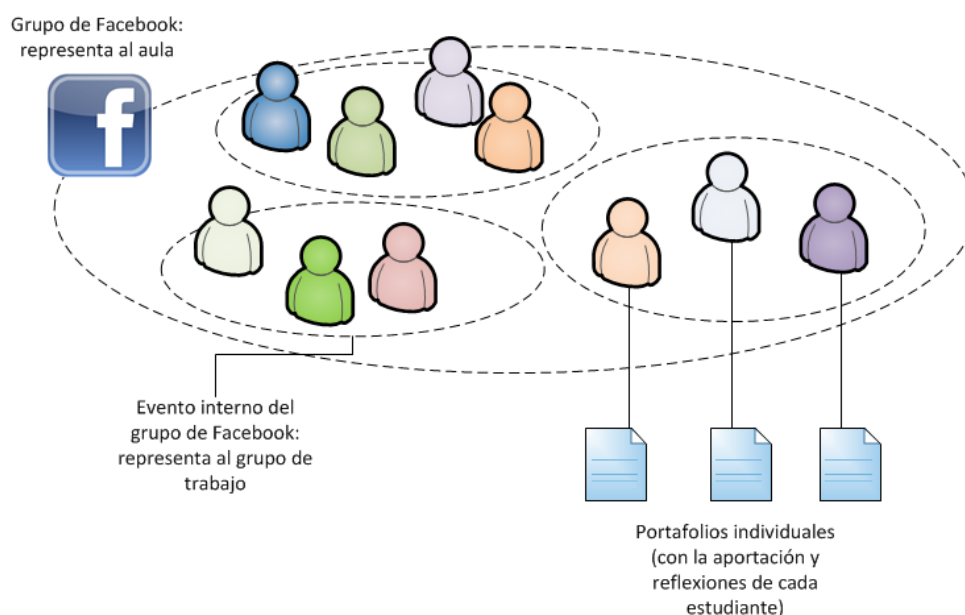 Grupo de Facebook:
representa al aula
f
Evento interno del
grupo de Facebook:
representa al grupo de
trabajo
Portafolios individuales
(con la aportación y
reflexiones de cada
estudiante)